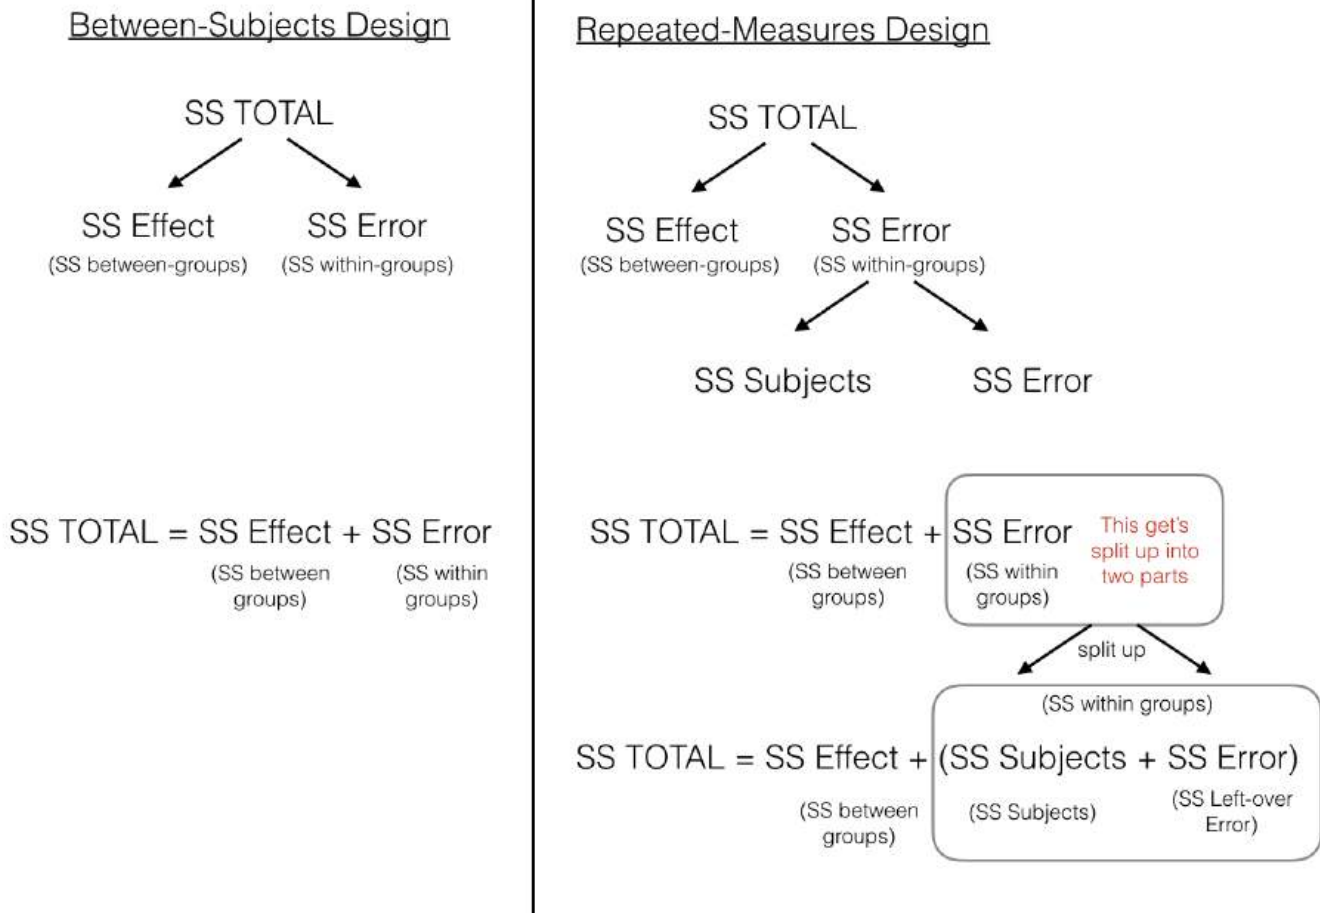 Between-Subjects Design
SS TOTAL
SS Effect SS Error
(SS between-groups) (SS within-groups)
SS TOTAL = SS Effect + SS Error
(SS between groups) (SS within groups)
Repeated-Measures Design
SS TOTAL
SS Effect SS Error
(SS between-groups) (SS within-groups)
SS Subjects SS Error
SS TOTAL = SS Effect + SS Error
(SS between groups) (SS within groups)
This get's
split up into
two parts
split up
(SS within groups)
SS TOTAL = SS Effect + (SS Subjects + SS Error)
(SS between groups) (SS Subjects) (SS Left-over Error)